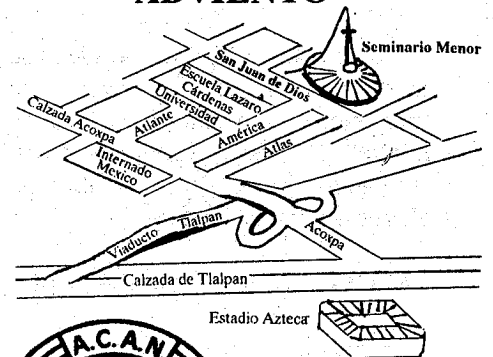 ADVIENTO
Seminario Menor
San Juan de Dios
Escuela Lazaro
Cárdenas
Universidad
Atlante
Calzada Acoxpa
América
Atlas
Internado
Mexico
Viaducto Tlalpan
Acoxpa
Calzada de Tlalpan
Estadio Azteca
A.C.A.N